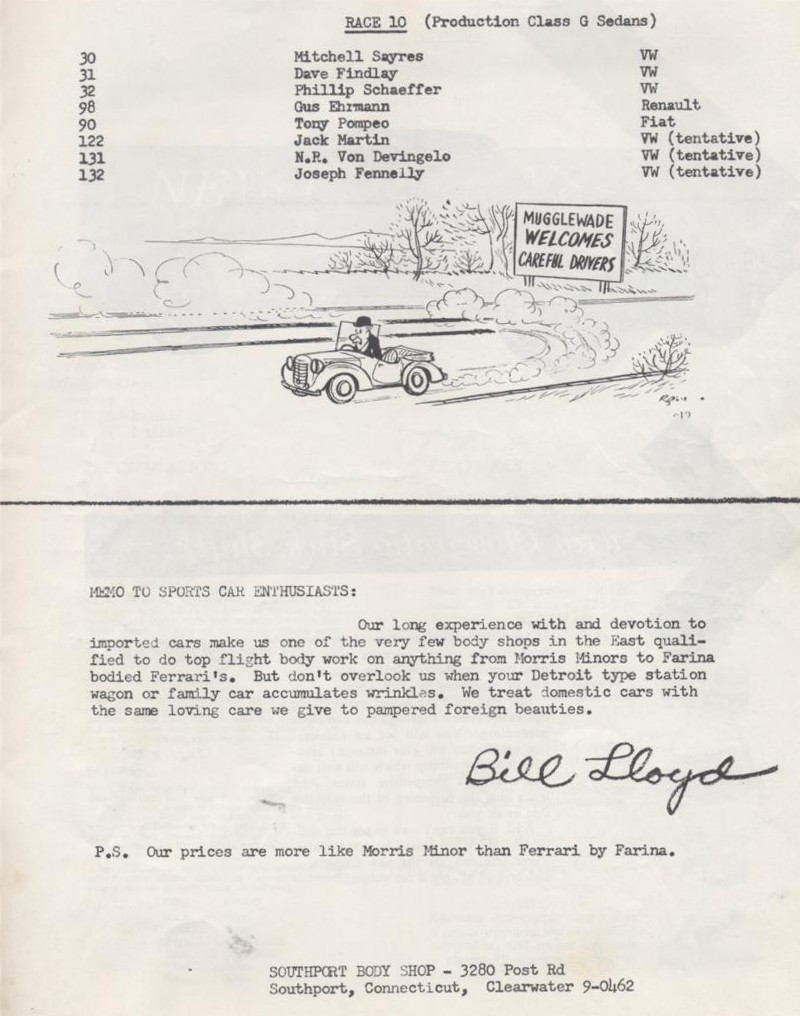 RACE 10 (Production Class G Sedans)
30 Mitchell Sayres VW
31 Dave Findlay VW
32 Phillip Schaeffer VW
98 Gus Ehrmann Renault
90 Tony Pompeo Fiat
122 Jack Martin VW (tentative)
131 N.R. Von Devingelo VW (tentative)
132 Joseph Fennelly VW (tentative)
MUGGLEWADE
WELCOMES
CAREFUL DRIVERS
MEMO TO SPORTS CAR ENTHUSIASTS:
Our long experience with and devotion to
imported cars make us one of the very few body shops in the East quali-
fied to do top flight body work on anything from Morris Minors to Farina
bodied Ferrari's. But don't overlook us when your Detroit type station
wagon or family car accumulates wrinkles. We treat domestic cars with
the same loving care we give to pampered foreign beauties.
Bill Lloyd
P.S. Our prices are more like Morris Minor than Ferrari by Farina.
SOUTHPORT BODY SHOP - 3280 Post Rd
Southport, Connecticut, Clearwater 9-0462